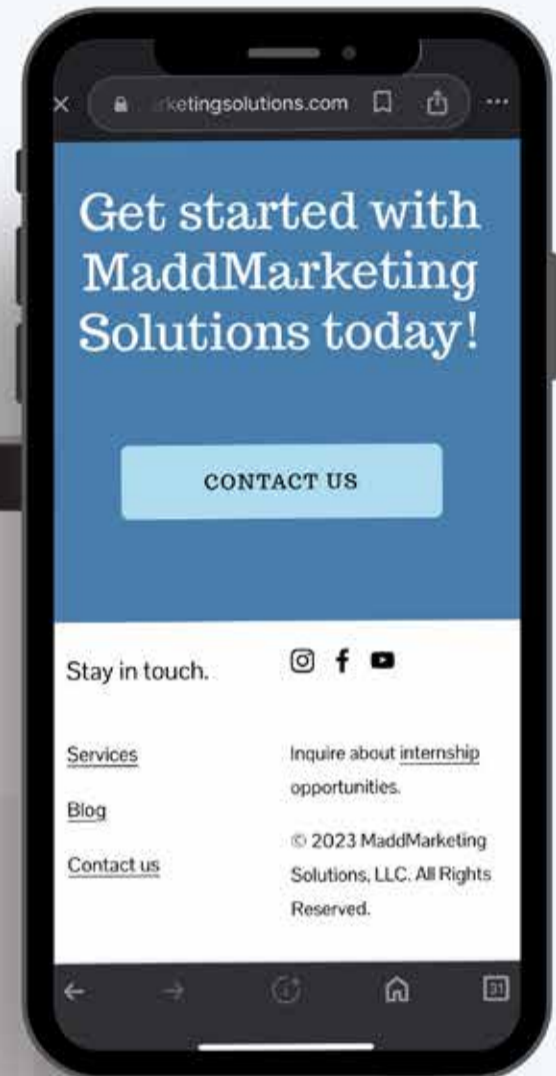 rketingsolutions.com
Get started with
MaddMarketing
Solutions today!
CONTACT US
Stay in touch.
Services
Inquire about internship
opportunities.
Blog
© 2023 MaddMarketing
Solutions, LLC. All Rights
Reserved.
Contact us
31